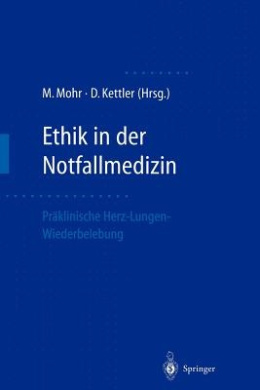 M. Mohr · D. Kettler (Hrsg.)
Ethik in der
Notfallmedizin
Präklinische Herz-Lungen-
Wiederbelebung
Springer